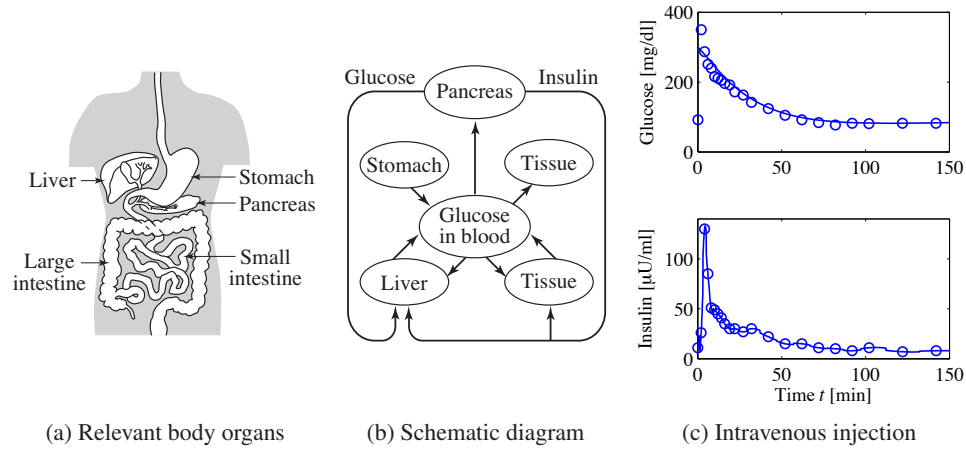 Liver
Stomach
Pancreas
Large
intestine
Small
intestine
(a) Relevant body organs
Glucose
Insulin
Pancreas
Stomach
Tissue
Glucose
in blood
Liver
Tissue
(b) Schematic diagram
Glucose [mg/dl]
400
200
0
0 50 100 150
Insulin [µU/ml]
100
50
0
0 50 100 150
Time t [min]
(c) Intravenous injection